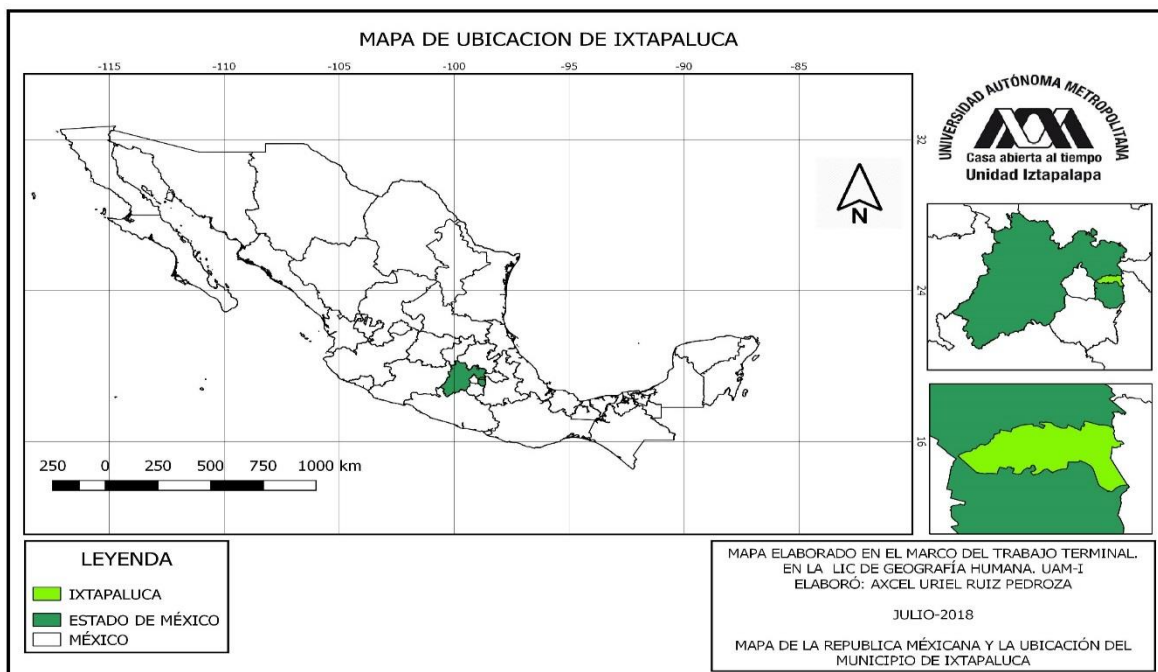 MAPA DE UBICACION DE IXTAPALUCA
-115
-110
-105
-100
-95
-90
-85
32
24
16
N
250 0 250 500 750 1000 km
UNIVERSIDAD AUTÓNOMA METROPOLITANA
Casa abierta al tiempo
Unidad Iztapalapa
LEYENDA
IXTAPALUCA
ESTADO DE MÉXICO
MÉXICO
MAPA ELABORADO EN EL MARCO DEL TRABAJO TERMINAL.
EN LA LIC DE GEOGRAFÍA HUMANA. UAM-I
ELABORÓ: AXCEL URIEL RUIZ PEDROZA
JULIO-2018
MAPA DE LA REPUBLICA MÉXICANA Y LA UBICACIÓN DEL
MUNICIPIO DE IXTAPALUCA